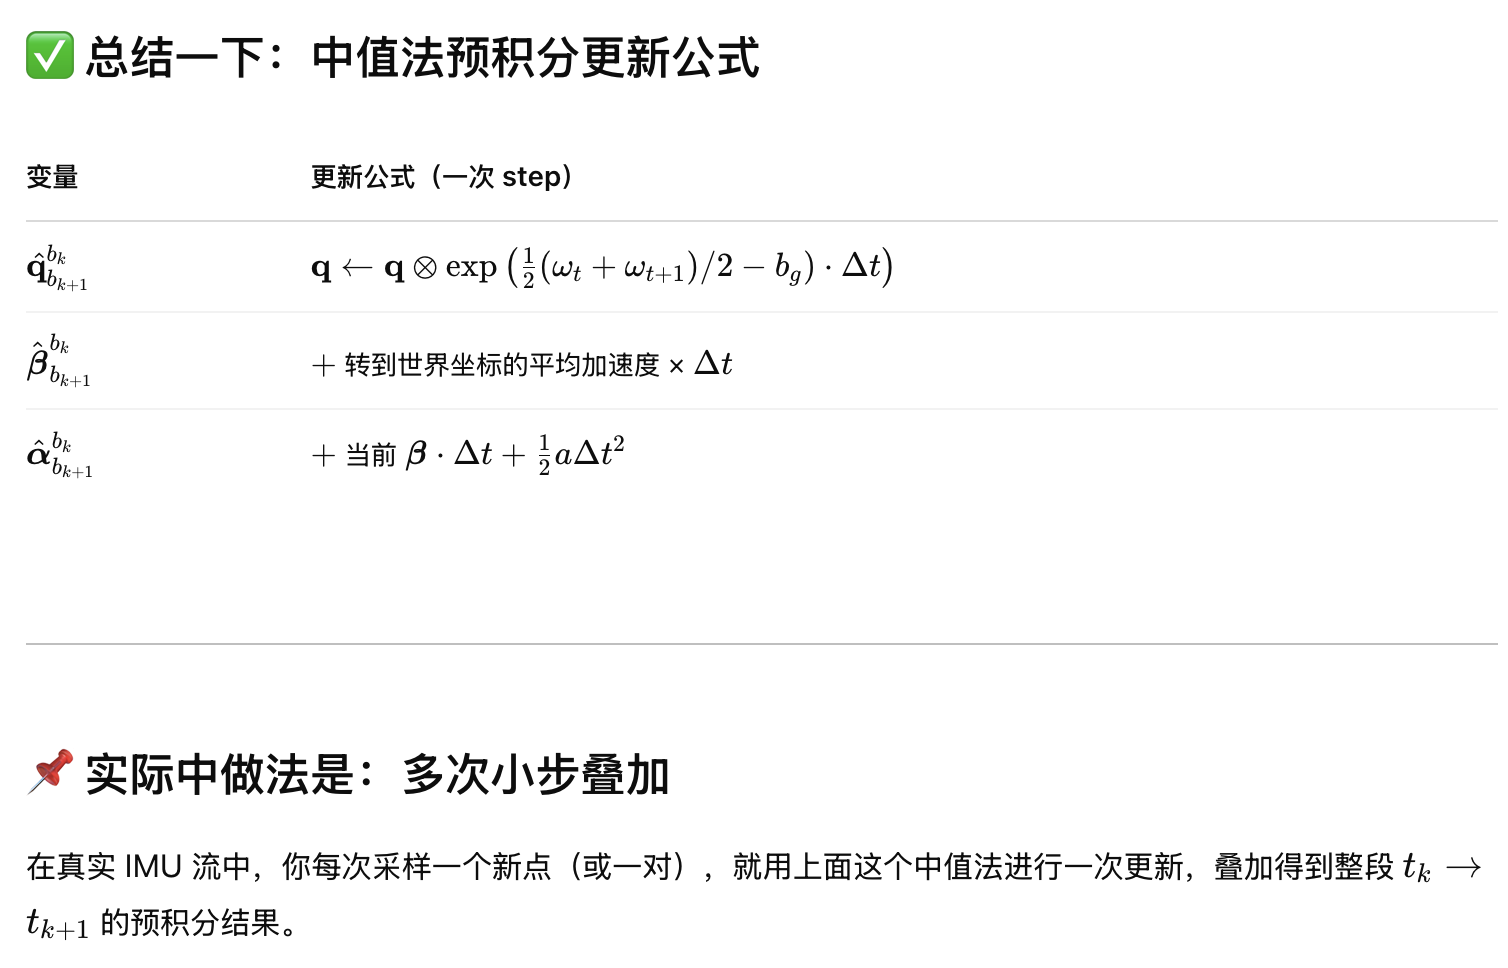 ✅ 总结一下：中值法预积分更新公式
变量 更新公式（一次 step）
$\hat{\mathbf{q}}^{b_k}_{b_{k+1}}$ $\mathbf{q} \leftarrow \mathbf{q} \otimes \exp\left(\frac{1}{2}(\omega_t + \omega_{t+1})/2 - b_g) \cdot \Delta t\right)$
$\hat{\boldsymbol{\beta}}^{b_k}_{b_{k+1}}$ + 转到世界坐标的平均加速度 × $\Delta t$
$\hat{\boldsymbol{\alpha}}^{b_k}_{b_{k+1}}$ + 当前 $\boldsymbol{\beta} \cdot \Delta t + \frac{1}{2} a \Delta t^2$
📌 实际中做法是：多次小步叠加
在真实 IMU 流中，你每次采样一个新点（或一对），就用上面这个中值法进行一次更新，叠加得到整段 $t_k \rightarrow$
$t_{k+1}$ 的预积分结果。